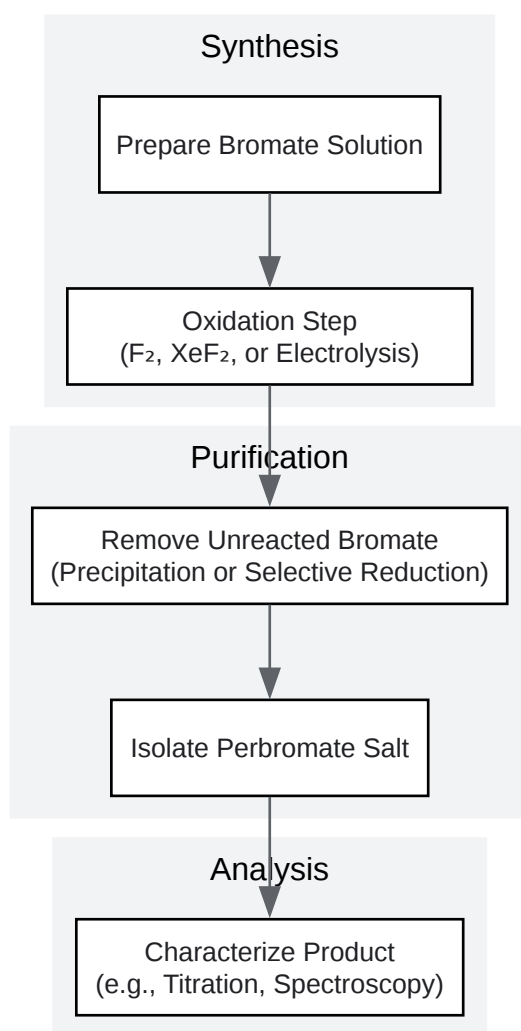 Synthesis
Prepare Bromate Solution
Oxidation Step
(F₂, XeF₂, or Electrolysis)
Purification
Remove Unreacted Bromate
(Precipitation or Selective Reduction)
Isolate Perbromate Salt
Analysis
Characterize Product
(e.g., Titration, Spectroscopy)